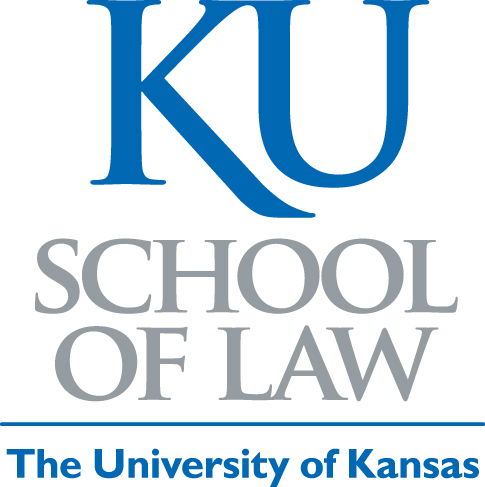 KU
SCHOOL
OF LAW
The University of Kansas